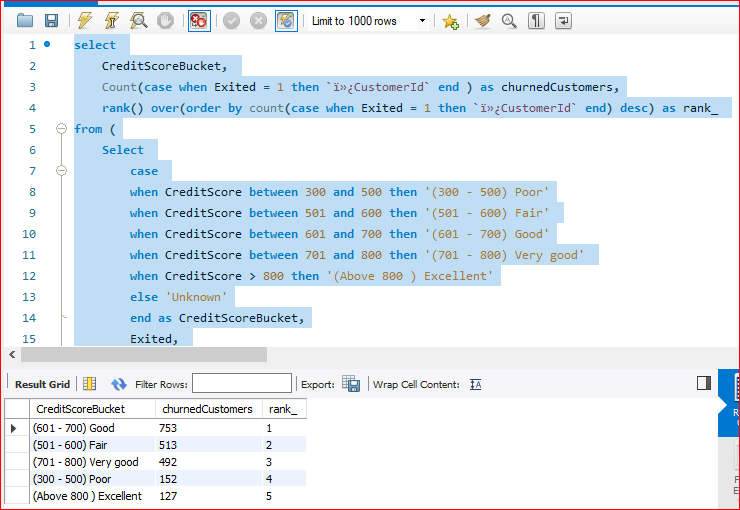 Limit to 1000 rows
1 select
2 CreditScoreBucket,
3 Count(case when Exited = 1 then `ï»¿CustomerId` end ) as churnedCustomers,
4 rank() over(order by count(case when Exited = 1 then `ï»¿CustomerId` end) desc) as rank_
5 from (
6 Select
7 case
8 when CreditScore between 300 and 500 then '(300 - 500) Poor'
9 when CreditScore between 501 and 600 then '(501 - 600) Fair'
10 when CreditScore between 601 and 700 then '(601 - 700) Good'
11 when CreditScore between 701 and 800 then '(701 - 800) Very good'
12 when CreditScore > 800 then '(Above 800 ) Excellent'
13 else 'Unknown'
14 end as CreditScoreBucket,
15 Exited,
Result Grid Filter Rows: Export: Wrap Cell Content:
CreditScoreBucket churnedCustomers rank_
(601 - 700) Good 753 1
(501 - 600) Fair 513 2
(701 - 800) Very good 492 3
(300 - 500) Poor 152 4
(Above 800 ) Excellent 127 5